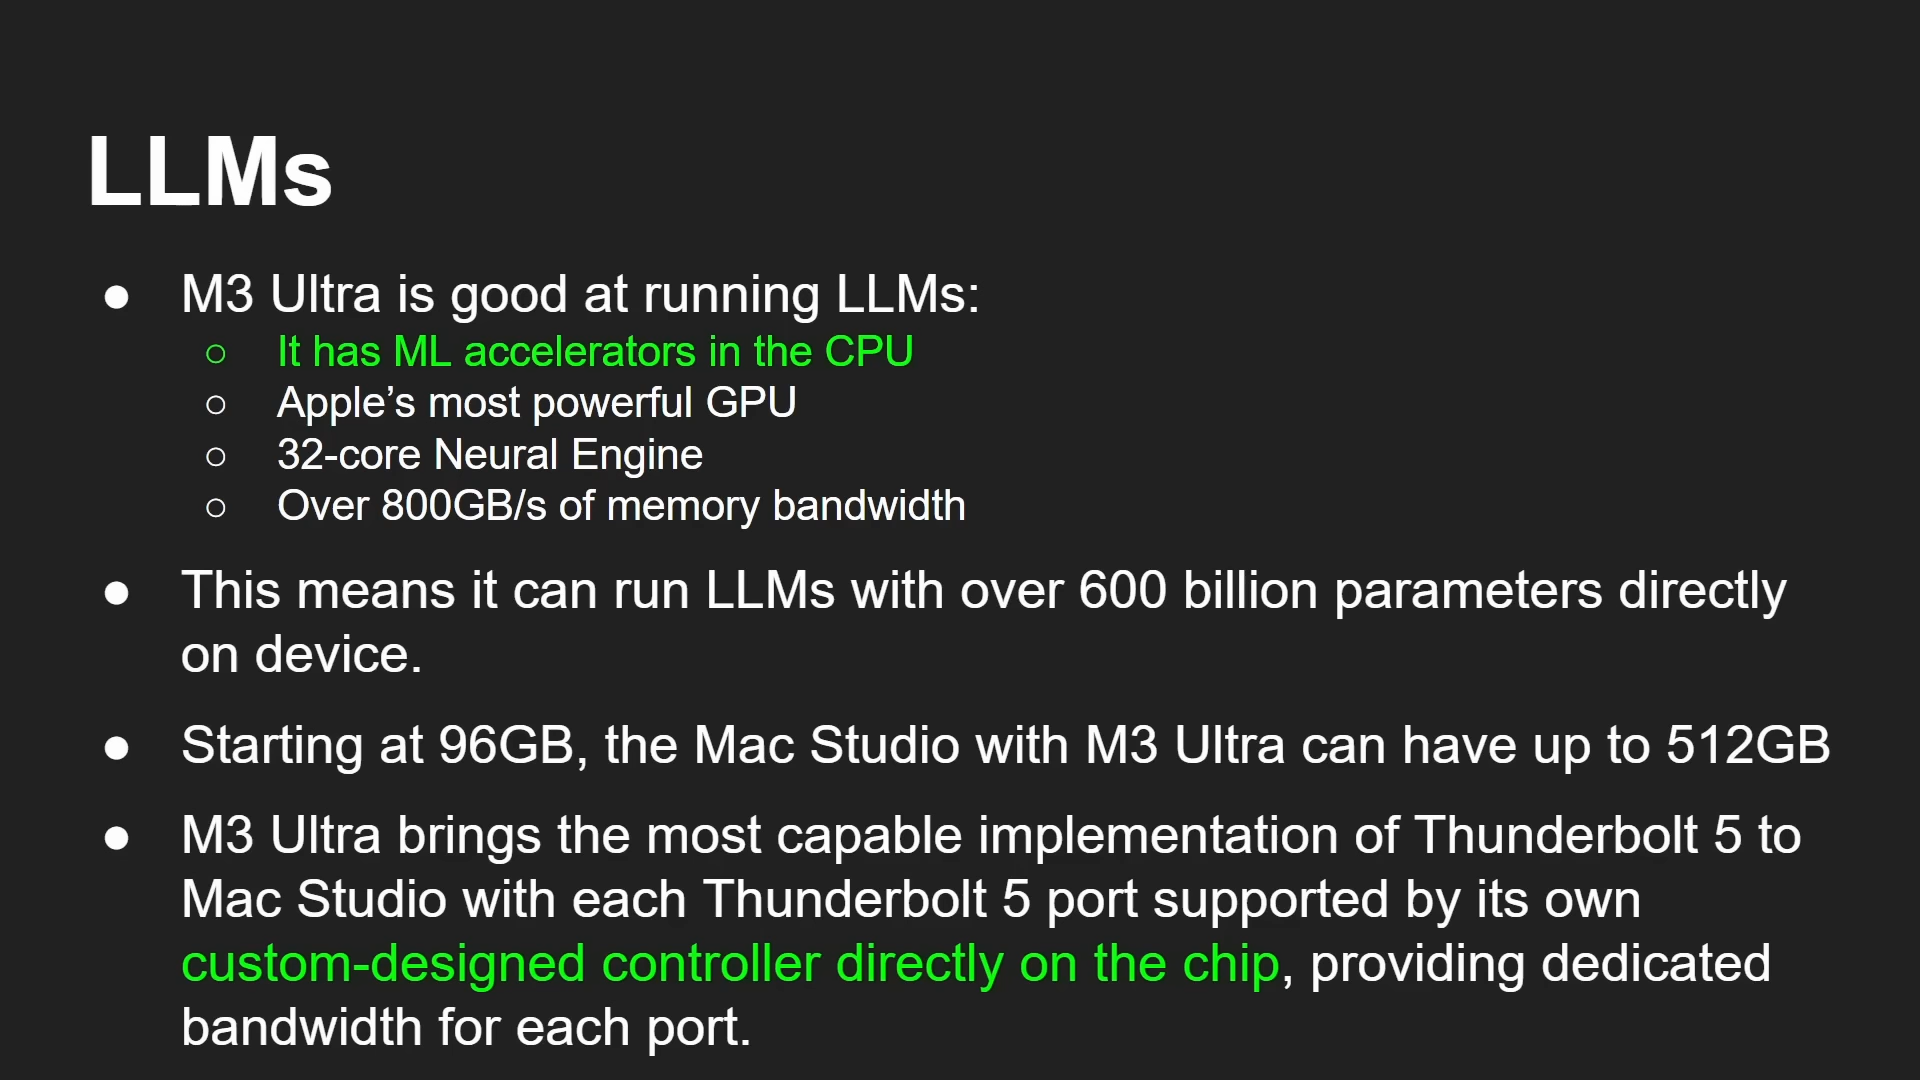 LLMs
● M3 Ultra is good at running LLMs:
○ It has ML accelerators in the CPU
○ Apple’s most powerful GPU
○ 32-core Neural Engine
○ Over 800GB/s of memory bandwidth
● This means it can run LLMs with over 600 billion parameters directly
on device.
● Starting at 96GB, the Mac Studio with M3 Ultra can have up to 512GB
● M3 Ultra brings the most capable implementation of Thunderbolt 5 to
Mac Studio with each Thunderbolt 5 port supported by its own
custom-designed controller directly on the chip, providing dedicated
bandwidth for each port.